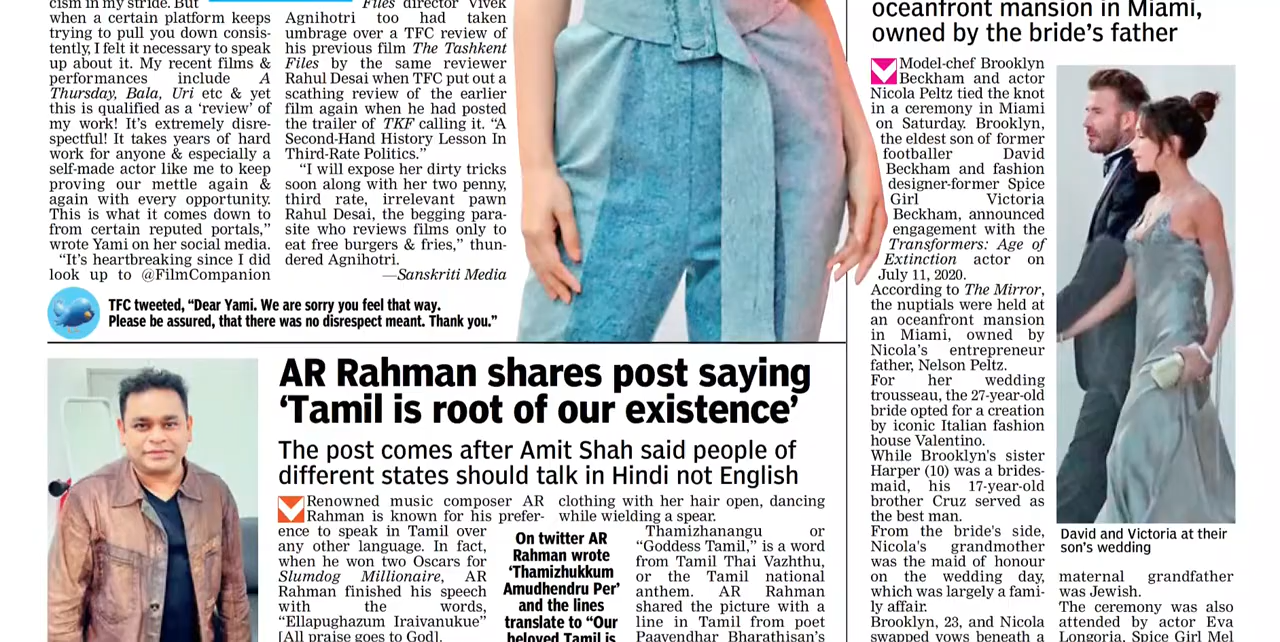 cism in my stride. But
when a certain platform keeps
trying to pull you down consis-
tently, I felt it necessary to speak
up about it. My recent films &
performances include A
Thursday, Bala, Uri etc & yet
this is qualified as a ‘review’ of
my work! It’s extremely disre-
spectful! It takes years of hard
work for anyone & especially a
self-made actor like me to keep
proving our mettle again &
again with every opportunity.
This is what it comes down to
from certain reputed portals,”
wrote Yami on her social media.
“It’s heartbreaking since I did
look up to @FilmCompanion
Files director Vivek
Agnihotri too had taken
umbrage over a TFC review of
his previous film The Tashkent
Files by the same reviewer
Rahul Desai when TFC put out a
scathing review of the earlier
film again when he had posted
the trailer of TKF calling it. “A
Second-Hand History Lesson In
Third-Rate Politics.”
“I will expose her dirty tricks
soon along with her two penny,
third rate, irrelevant pawn
Rahul Desai, the begging para-
site who reviews films only to
eat free burgers & fries,” thun-
dered Agnihotri.
—Sanskriti Media
TFC tweeted, “Dear Yami. We are sorry you feel that way.
Please be assured, that there was no disrespect meant. Thank you.”
AR Rahman shares post saying
‘Tamil is root of our existence’
The post comes after Amit Shah said people of
different states should talk in Hindi not English
Renowned music composer AR
Rahman is known for his prefer-
ence to speak in Tamil over
any other language. In fact,
when he won two Oscars for
Slumdog Millionaire, AR
Rahman finished his speech
with the words,
“Ellapughazum Iraivanukue”
[All praise goes to God].
On twitter AR
Rahman wrote
‘Thamizhukkum
Amudhendru Per’
and the lines
translate to “Our
beloved Tamil is
clothing with her hair open, dancing
while wielding a spear.
Thamizhanangu or
“Goddess Tamil,” is a word
from Tamil Thai Vazhthu,
or the Tamil national
anthem. AR Rahman
shared the picture with a
line in Tamil from poet
Paavendhar Bharathisan’s
oceanfront mansion in Miami,
owned by the bride’s father
Model-chef Brooklyn
Beckham and actor
Nicola Peltz tied the knot
in a ceremony in Miami
on Saturday. Brooklyn,
the eldest son of former
footballer David
Beckham and fashion
designer-former Spice
Girl Victoria
Beckham, announced
engagement with the
Transformers: Age of
Extinction actor on
July 11, 2020.
According to The Mirror,
the nuptials were held at
an oceanfront mansion
in Miami, owned by
Nicola’s entrepreneur
father, Nelson Peltz.
For her wedding
trousseau, the 27-year-old
bride opted for a creation
by iconic Italian fashion
house Valentino.
While Brooklyn's sister
Harper (10) was a brides-
maid, his 17-year-old
brother Cruz served as
the best man.
From the bride's side,
Nicola's grandmother
was the maid of honour
on the wedding day,
which was largely a fami-
ly affair.
Brooklyn, 23, and Nicola
swapped vows beneath a
David and Victoria at their
son's wedding
maternal grandfather
was Jewish.
The ceremony was also
attended by actor Eva
Longoria, Spice Girl Mel